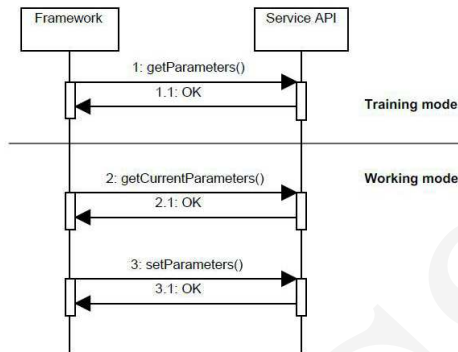 Framework
Service API
1: getParameters()
1.1: OK
Training mode
2: getCurrentParameters()
Working mode
2.1: OK
3: setParameters()
3.1: OK